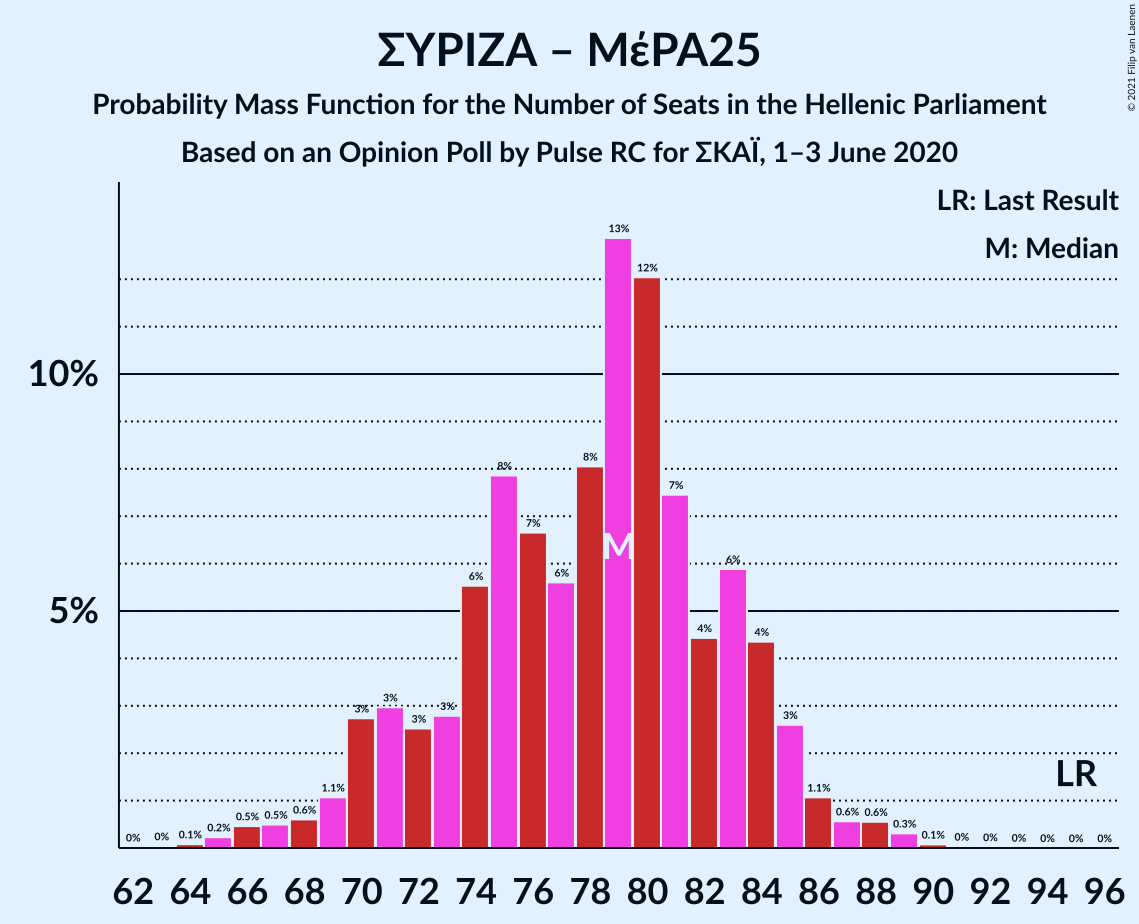 ΣΥΡΙΖΑ – ΜέΡΑ25
Probability Mass Function for the Number of Seats in the Hellenic Parliament
Based on an Opinion Poll by Pulse RC for ΣΚΑΪ, 1–3 June 2020
© 2021 Filip van Laenen
LR: Last Result
M: Median
10%
5%
0% 0% 0.1% 0.2% 0.5% 0.5% 0.6% 1.1% 3% 3% 3% 3% 6% 8% 7% 6% 8% 13% 12% 7% 4% 6% 4% 3% 1.1% 0.6% 0.6% 0.3% 0.1% 0% 0% 0% 0% 0% 0%
M
LR
62 64 66 68 70 72 74 76 78 80 82 84 86 88 90 92 94 96